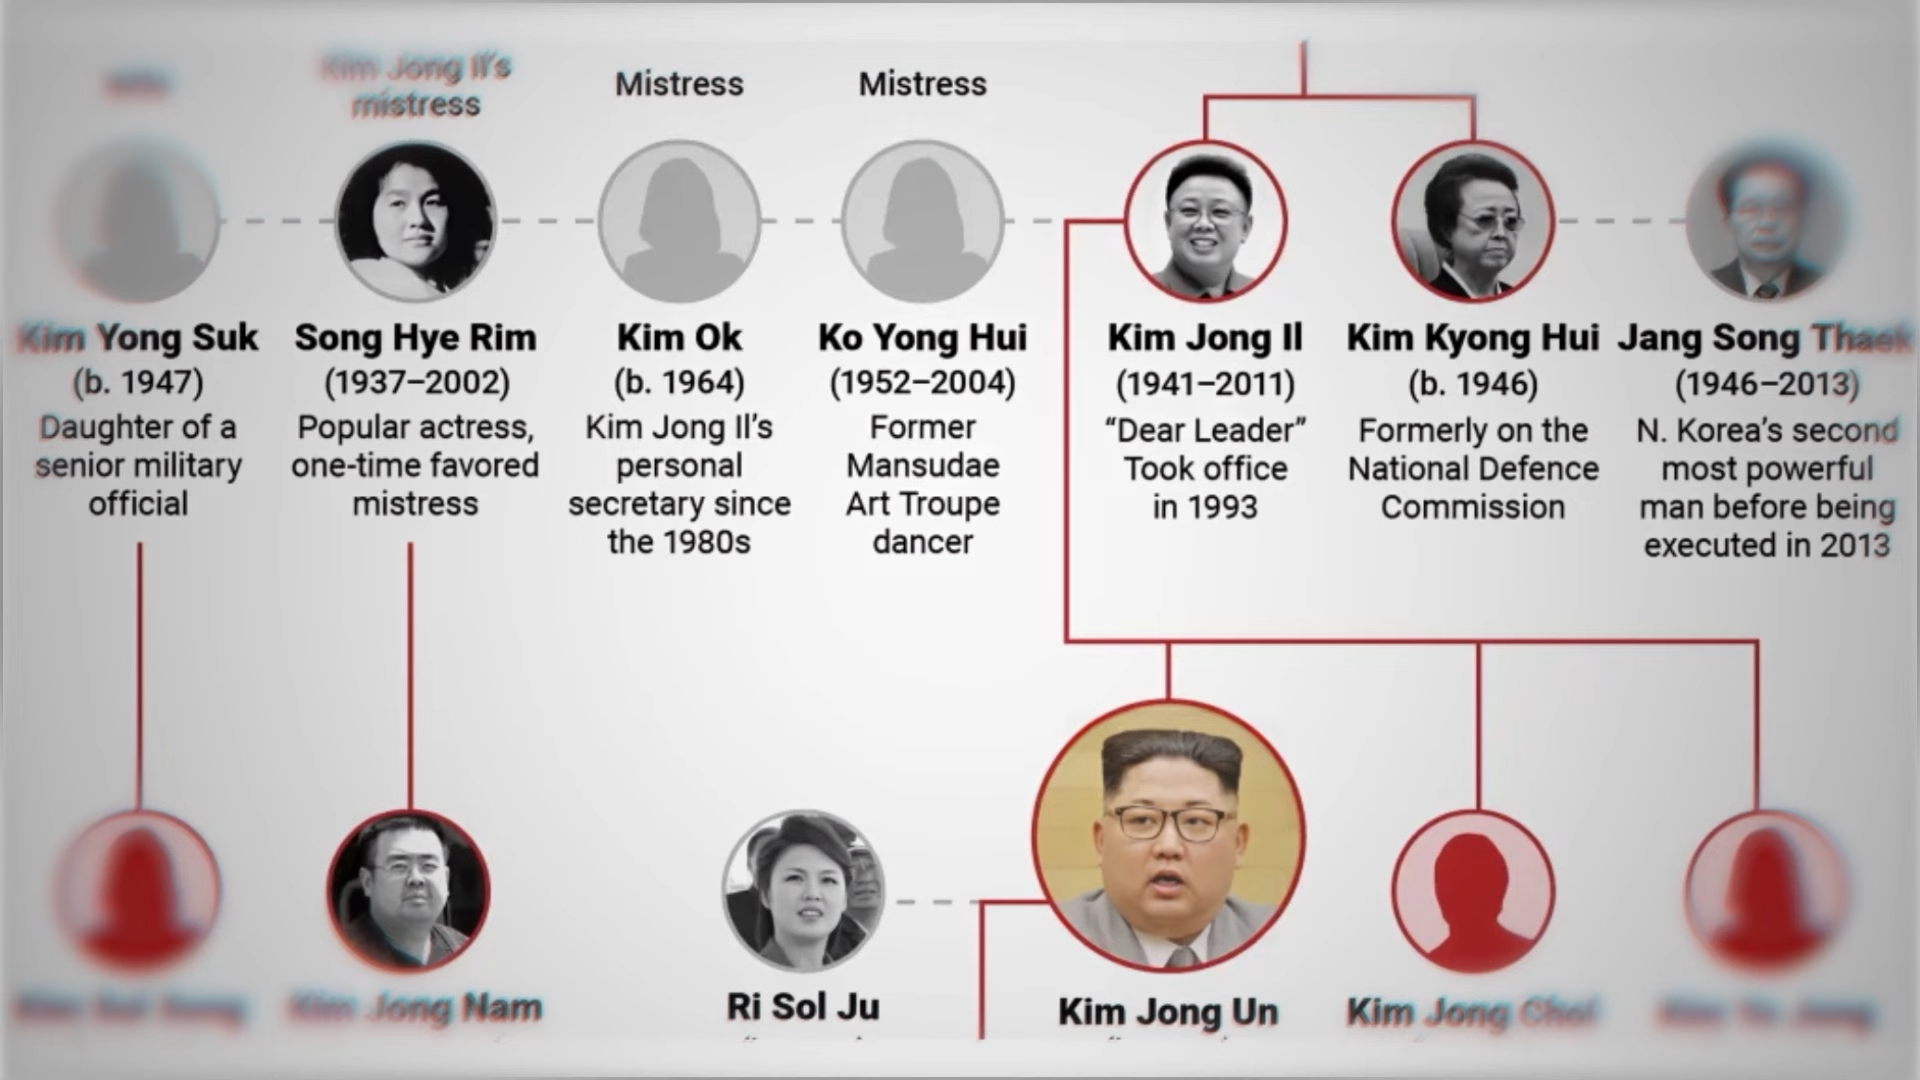 Kim Jong Il's
mistress
Mistress
Mistress
Kim Yong Suk
(b. 1947)
Daughter of a
senior military
official
Song Hye Rim
(1937–2002)
Popular actress,
one-time favored
mistress
Kim Ok
(b. 1964)
Kim Jong Il’s
personal
secretary since
the 1980s
Ko Yong Hui
(1952–2004)
Former
Mansudae
Art Troupe
dancer
Kim Jong Il
(1941–2011)
“Dear Leader”
Took office
in 1993
Kim Kyong Hui
(b. 1946)
Formerly on the
National Defence
Commission
Jang Song Thaek
(1946–2013)
N. Korea’s second
most powerful
man before being
executed in 2013
Kim Jong Nam
Ri Sol Ju
Kim Jong Un
Kim Jong Chol